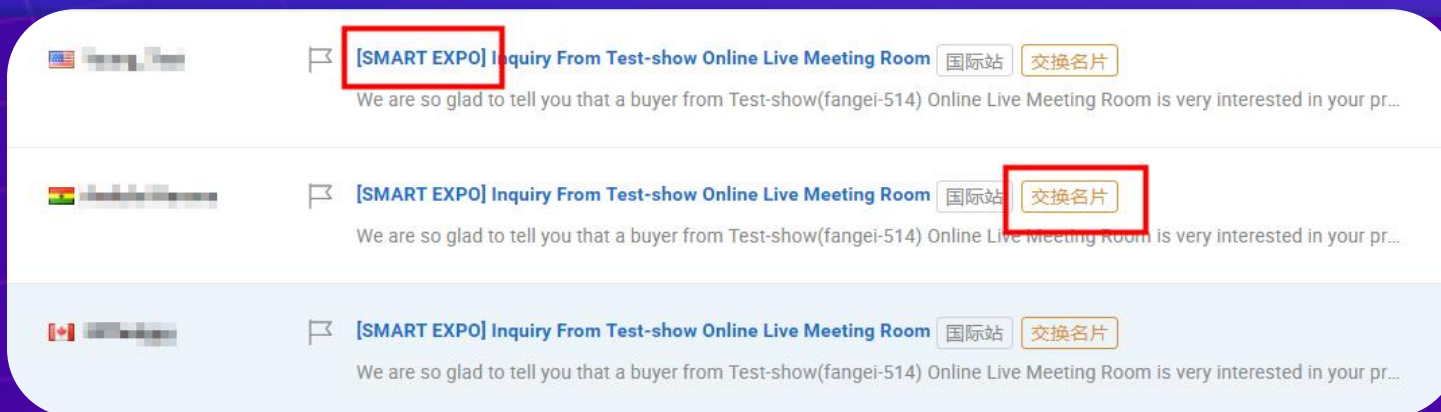 [SMART EXPO] Inquiry From Test-show Online Live Meeting Room 国际站 交换名片
We are so glad to tell you that a buyer from Test-show(fangei-514) Online Live Meeting Room is very interested in your pr...
[SMART EXPO] Inquiry From Test-show Online Live Meeting Room 国际站 交换名片
We are so glad to tell you that a buyer from Test-show(fangei-514) Online Live Meeting Room is very interested in your pr...
[SMART EXPO] Inquiry From Test-show Online Live Meeting Room 国际站 交换名片
We are so glad to tell you that a buyer from Test-show(fangei-514) Online Live Meeting Room is very interested in your pr...